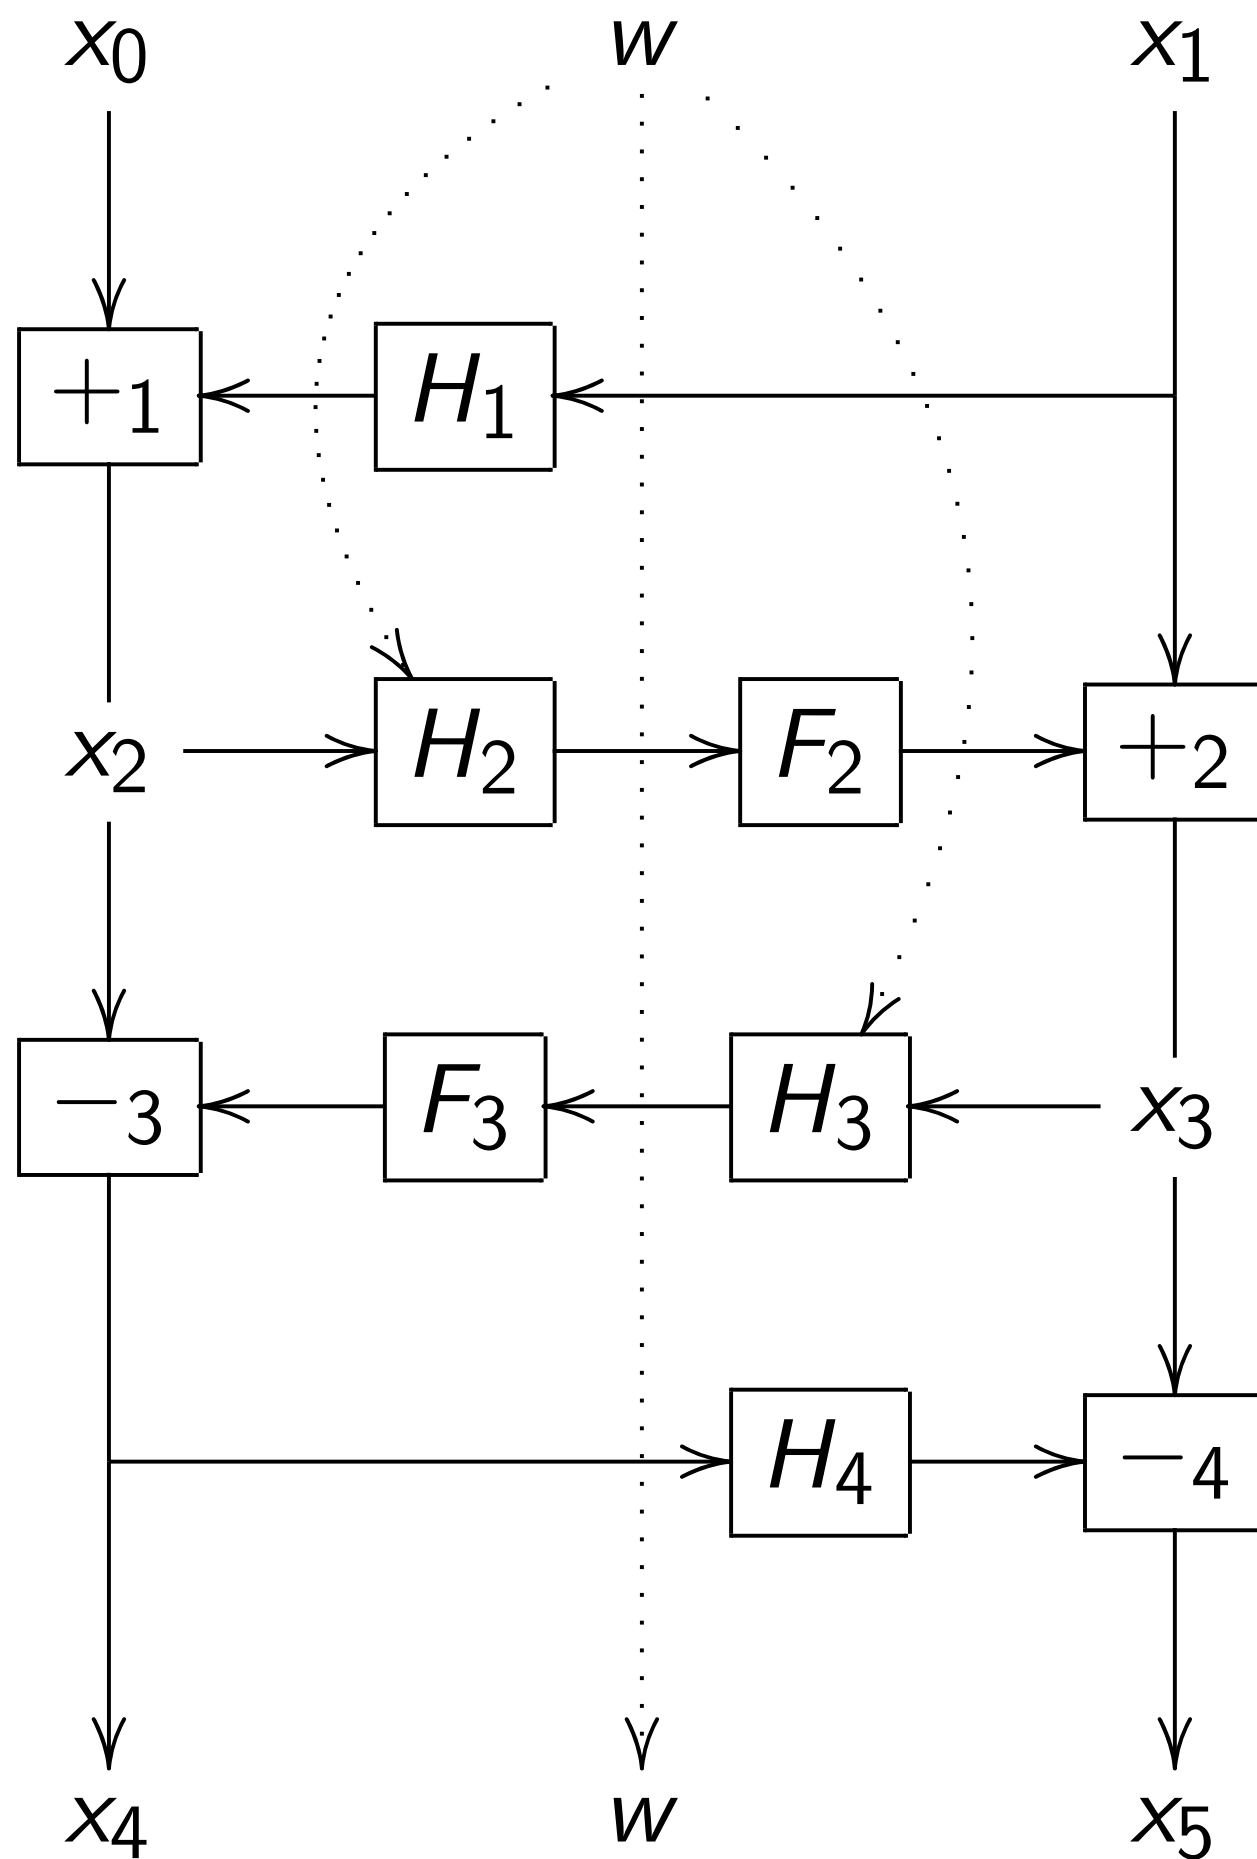 x₀ w x₁
+₁ H₁
x₂ H₂ F₂ +₂
−₃ F₃ H₃ x₃
H₄ −₄
x₄ w x₅